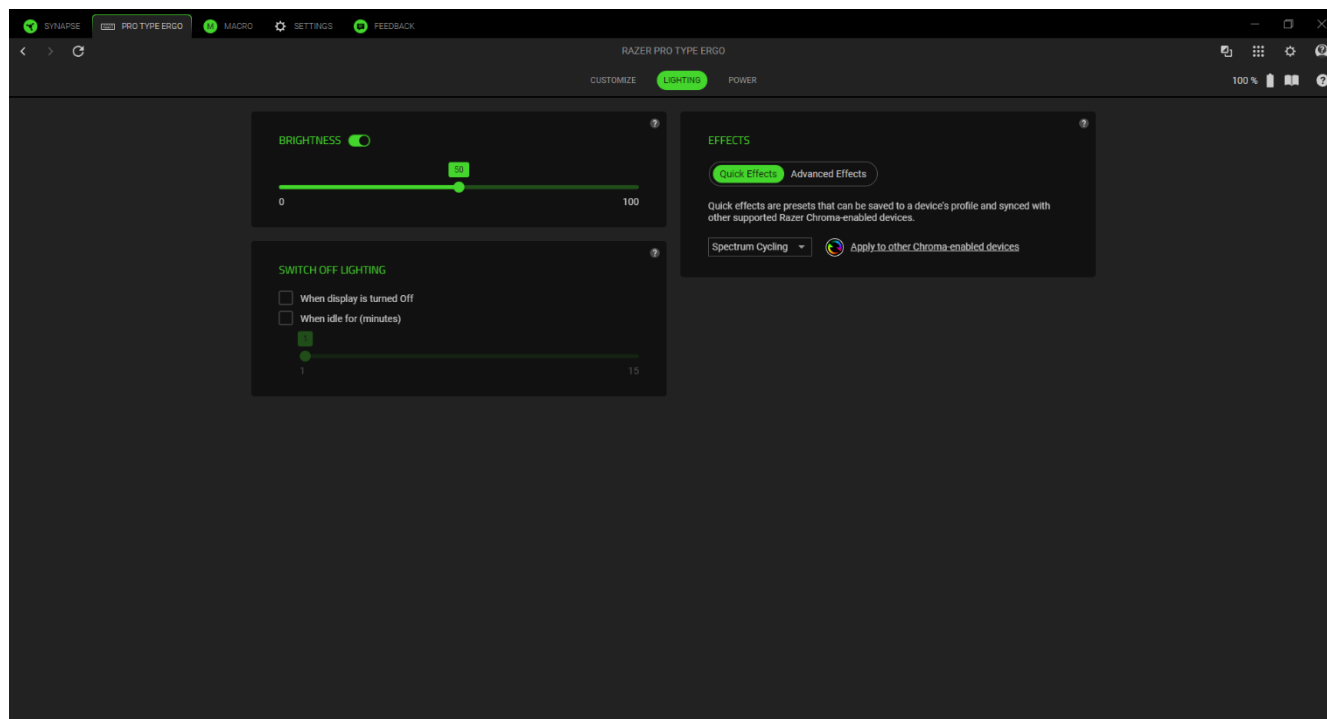 SYNAPSE PRO TYPE ERGO MACRO SETTINGS FEEDBACK
RAZER PRO TYPE ERGO
CUSTOMIZE LIGHTING POWER 100 %
BRIGHTNESS
50
0 100
SWITCH OFF LIGHTING
When display is turned Off
When idle for (minutes)
1
1 15
EFFECTS
Quick Effects Advanced Effects
Quick effects are presets that can be saved to a device's profile and synced with
other supported Razer Chroma-enabled devices.
Spectrum Cycling Apply to other Chroma-enabled devices